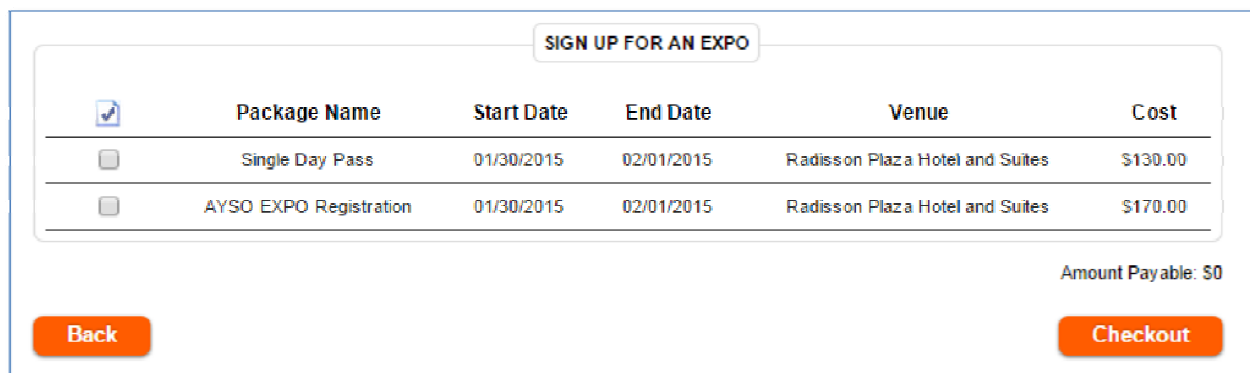 SIGN UP FOR AN EXPO
Package Name Start Date End Date Venue Cost
Single Day Pass 01/30/2015 02/01/2015 Radisson Plaza Hotel and Suites $130.00
AYSO EXPO Registration 01/30/2015 02/01/2015 Radisson Plaza Hotel and Suites $170.00
Amount Payable: $0
Back Checkout